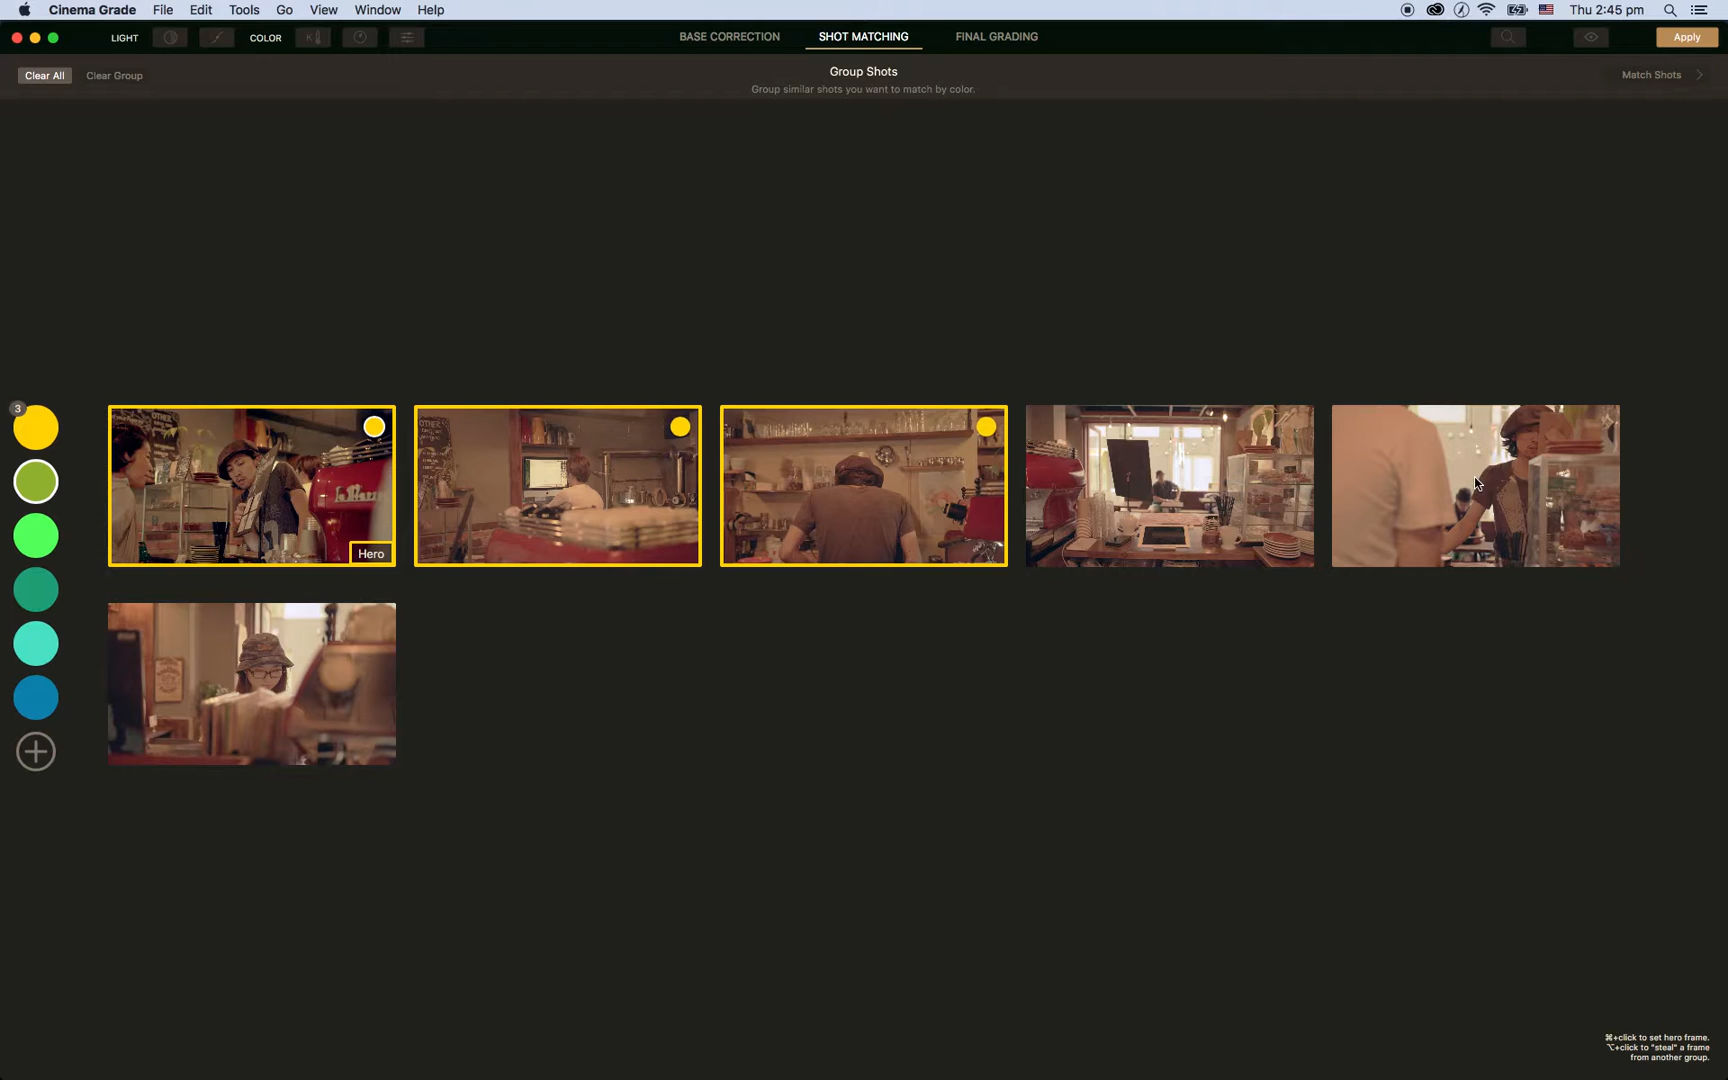 Cinema Grade File Edit Tools Go View Window Help Thu 2:45 pm
LIGHT COLOR BASE CORRECTION SHOT MATCHING FINAL GRADING Apply
Clear All Clear Group Group Shots Match Shots
Group similar shots you want to match by color.
3
Hero
⌘+click to set hero frame.
⌥+click to "steal" a frame
from another group.